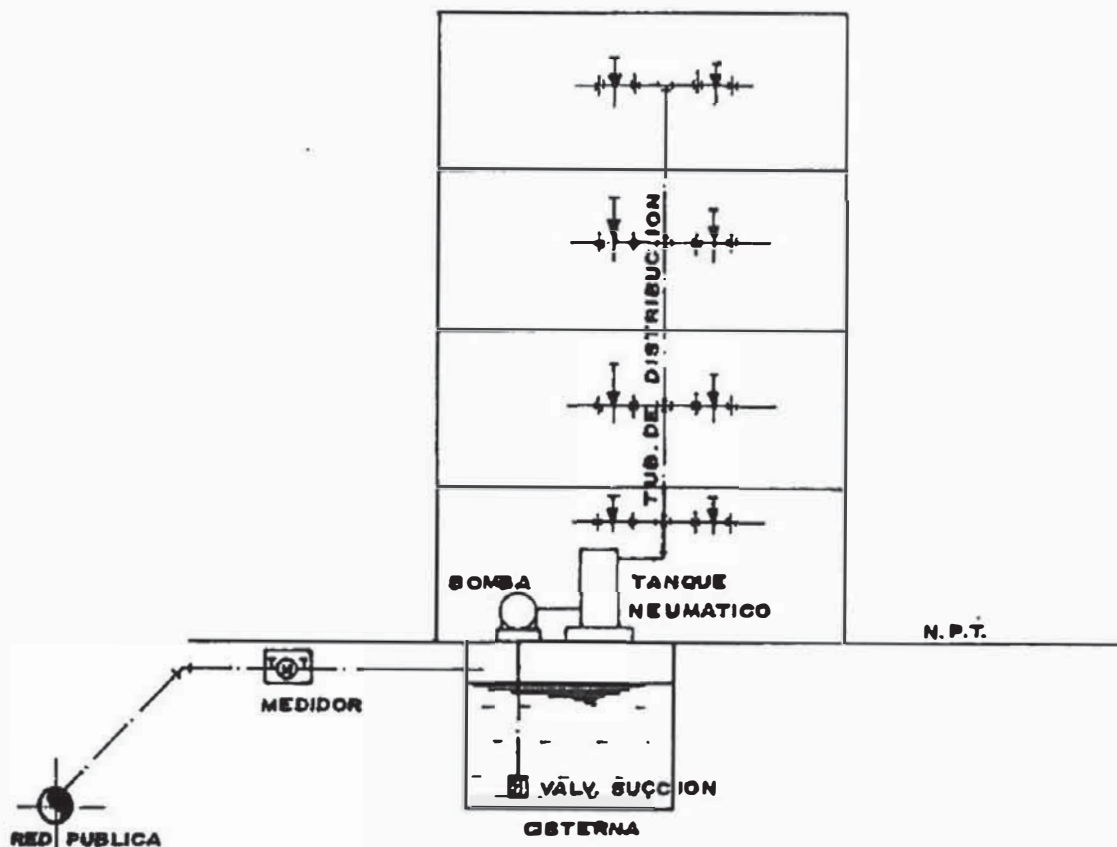 TUB. DE DISTRIBUCION
BOMBA
TANQUE
NEUMATICO
N.P.T.
MEDIDOR
VALV. SUCCION
CISTERNA
RED PUBLICA